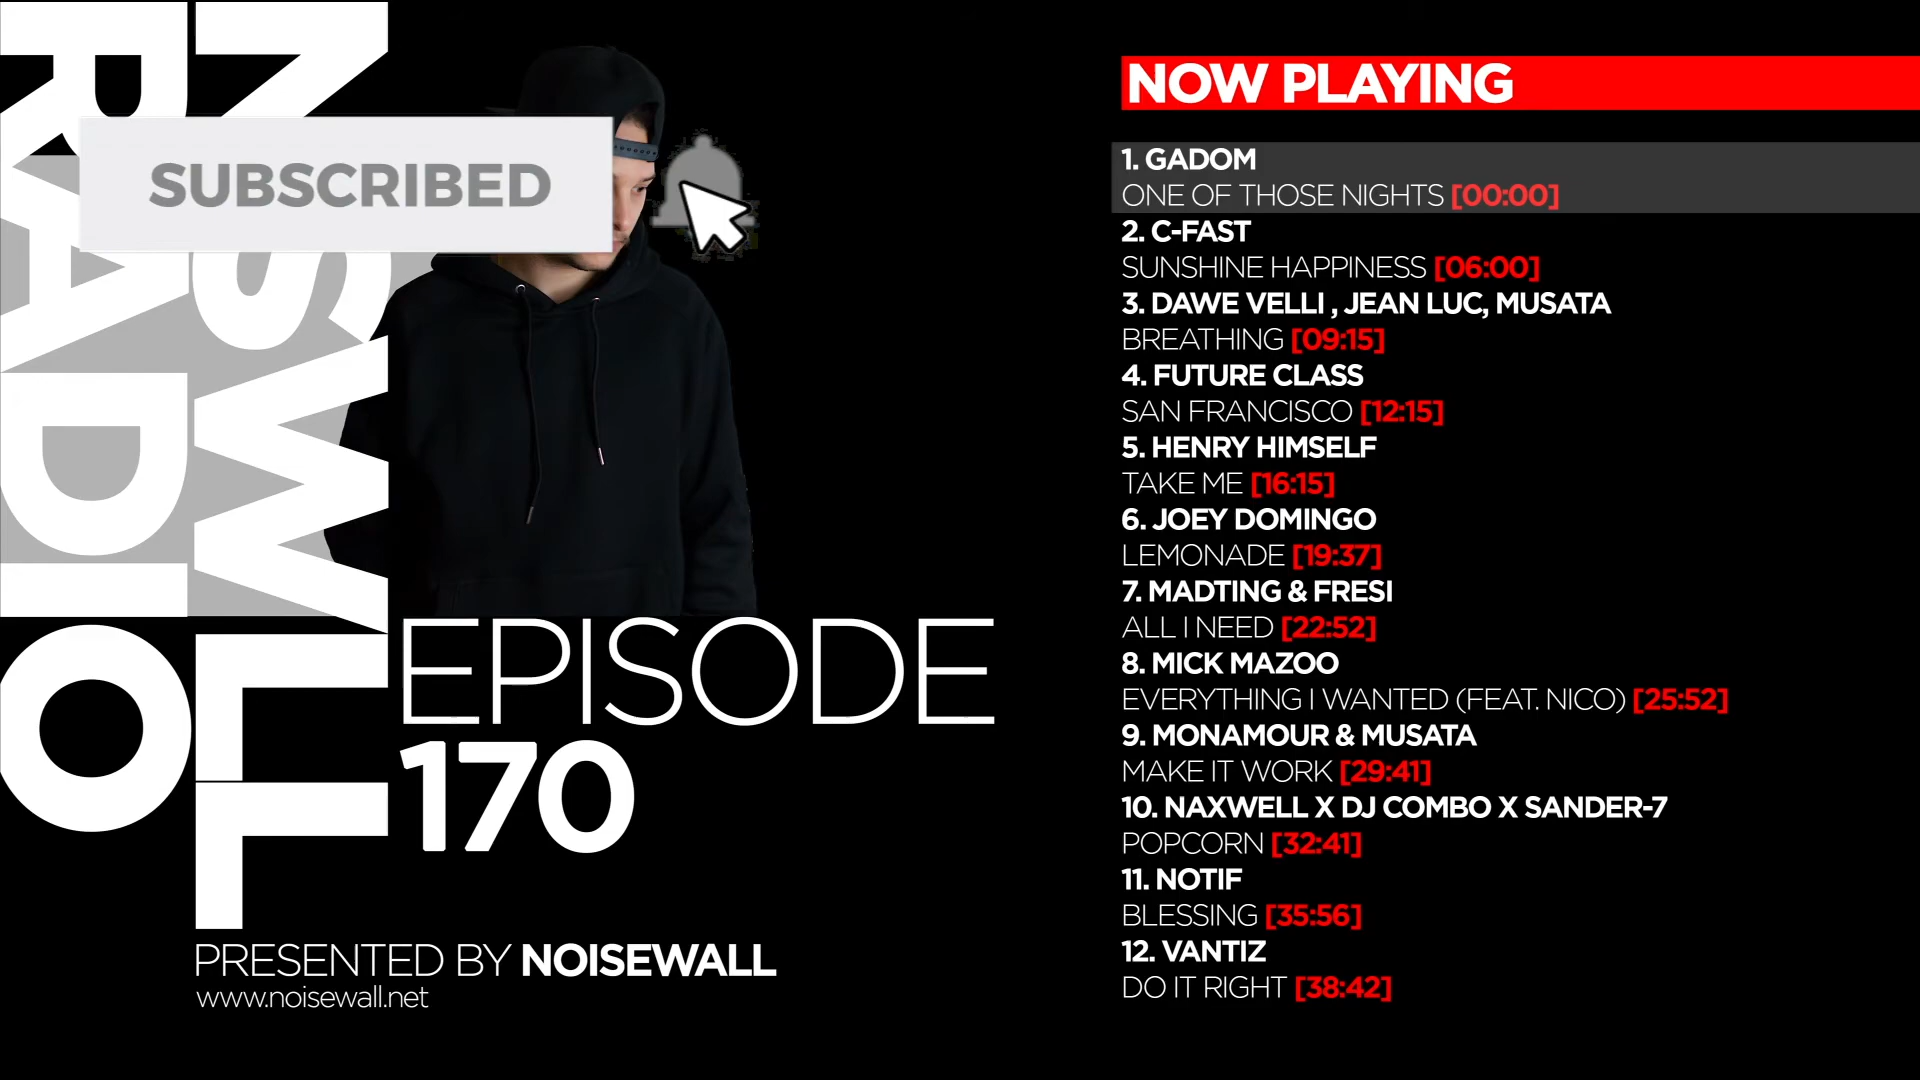 NSWLL
RADIO
SUBSCRIBED
EPISODE
170
PRESENTED BY NOISEWALL
www.noisewall.net
NOW PLAYING
1. GADOM
ONE OF THOSE NIGHTS [00:00]
2. C-FAST
SUNSHINE HAPPINESS [06:00]
3. DAWE VELLI , JEAN LUC, MUSATA
BREATHING [09:15]
4. FUTURE CLASS
SAN FRANCISCO [12:15]
5. HENRY HIMSELF
TAKE ME [16:15]
6. JOEY DOMINGO
LEMONADE [19:37]
7. MADTING & FRESI
ALL I NEED [22:52]
8. MICK MAZOO
EVERYTHING I WANTED (FEAT. NICO) [25:52]
9. MONAMOUR & MUSATA
MAKE IT WORK [29:41]
10. NAXWELL X DJ COMBO X SANDER-7
POPCORN [32:41]
11. NOTIF
BLESSING [35:56]
12. VANTIZ
DO IT RIGHT [38:42]